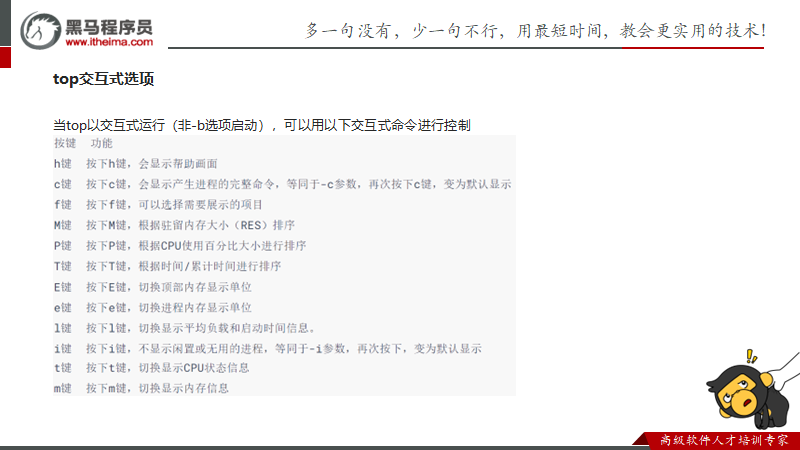 黑马程序员
www.itheima.com
多一句没有，少一句不行，用最短时间，教会更实用的技术！
top交互式选项
当top以交互式运行（非-b选项启动），可以用以下交互式命令进行控制
按键 功能
h键 按下h键，会显示帮助画面
c键 按下c键，会显示产生进程的完整命令，等同于-c参数，再次按下c键，变为默认显示
f键 按下f键，可以选择需要展示的项目
M键 按下M键，根据驻留内存大小（RES）排序
P键 按下P键，根据CPU使用百分比大小进行排序
T键 按下T键，根据时间/累计时间进行排序
E键 按下E键，切换顶部内存显示单位
e键 按下e键，切换进程内存显示单位
l键 按下l键，切换显示平均负载和启动时间信息。
i键 按下i键，不显示闲置或无用的进程，等同于-i参数，再次按下，变为默认显示
t键 按下t键，切换显示CPU状态信息
m键 按下m键，切换显示内存信息
高级软件人才培训专家